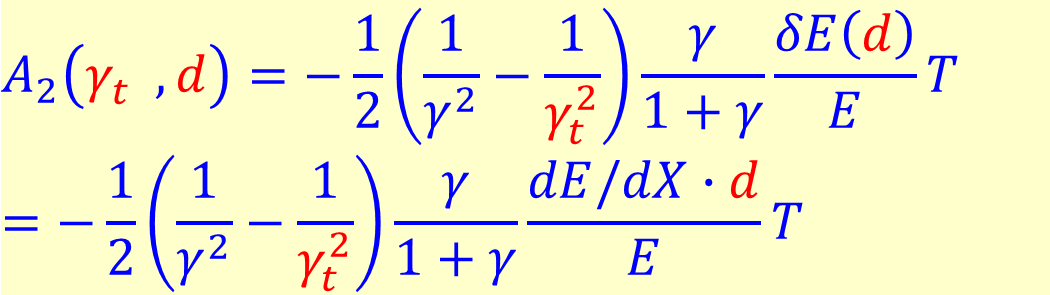 A₂(γₜ , d) = − 1/2 (1/γ² − 1/γₜ²) γ/(1 + γ) δE(d)/E T
= − 1/2 (1/γ² − 1/γₜ²) γ/(1 + γ) (dE/dX · d)/E T